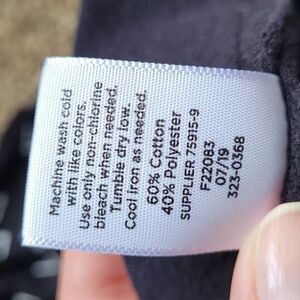 Machine wash cold
with like colors.
Use only non-chlorine
bleach when needed.
Tumble dry low.
Cool iron as needed.
60% Cotton
40% Polyester
SUPPLIER 75915-9
F22083
07/19
323-0368